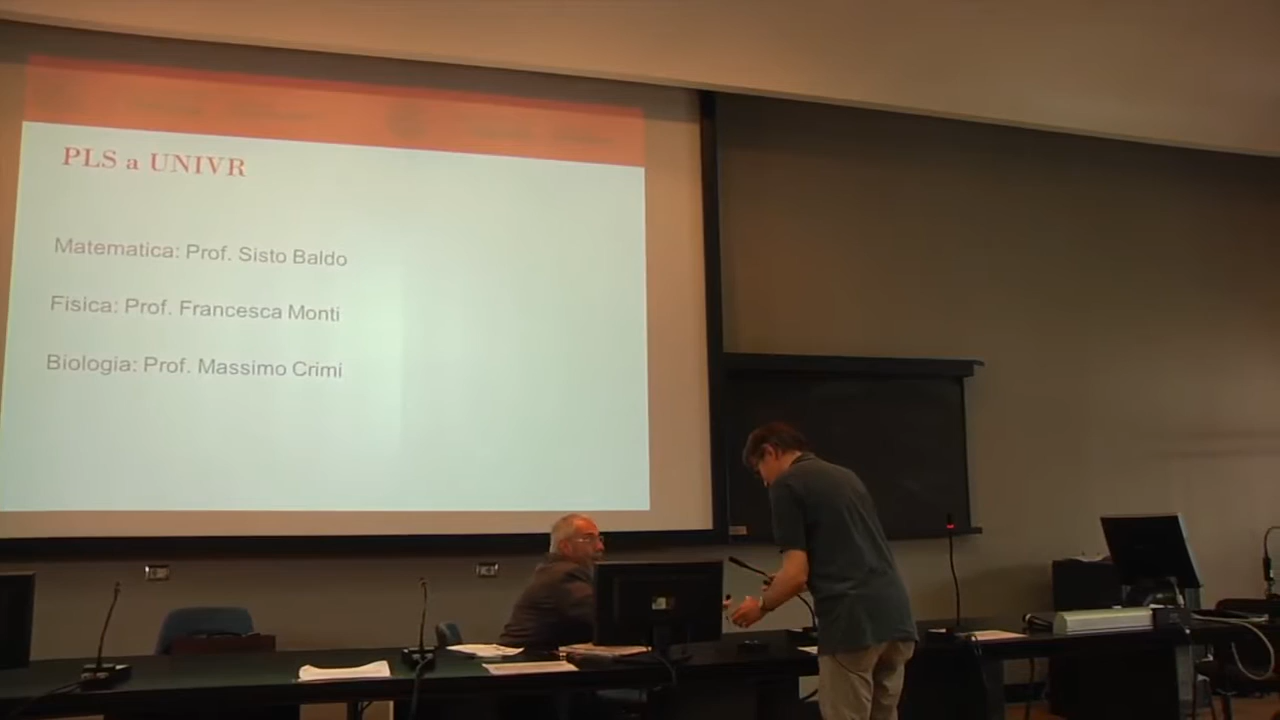 PLS a UNIVR
Matematica: Prof. Sisto Baldo
Fisica: Prof. Francesca Monti
Biologia: Prof. Massimo Crimi